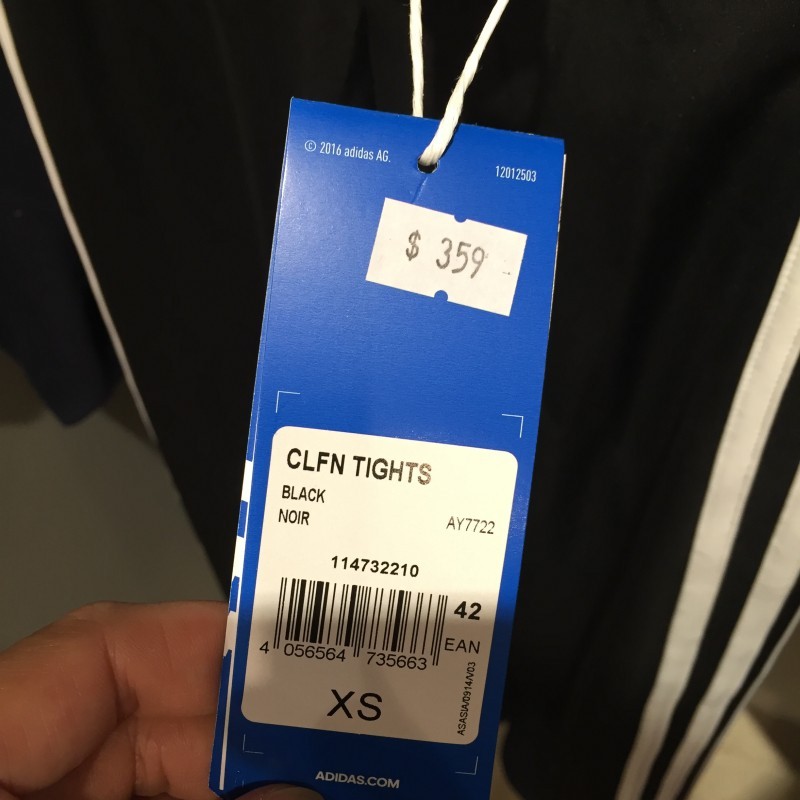 © 2016 adidas AG.
12012503
$ 359
CLFN TIGHTS
BLACK
NOIR
AY7722
114732210
42
4 056564 735663 EAN
ASASIA/0914/V03
XS
ADIDAS.COM